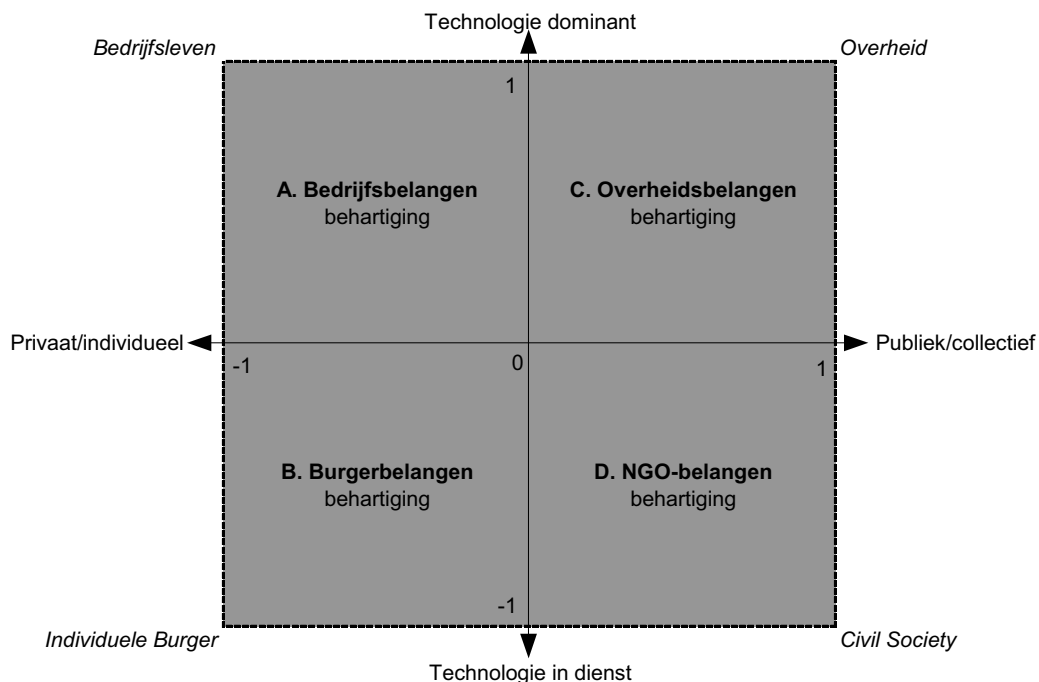 Technologie dominant
Bedrijfsleven
Overheid
1
A. Bedrijfsbelangen
behartiging
C. Overheidsbelangen
behartiging
Privaat/individueel
Publiek/collectief
-1
0
1
B. Burgerbelangen
behartiging
D. NGO-belangen
behartiging
-1
Individuele Burger
Civil Society
Technologie in dienst